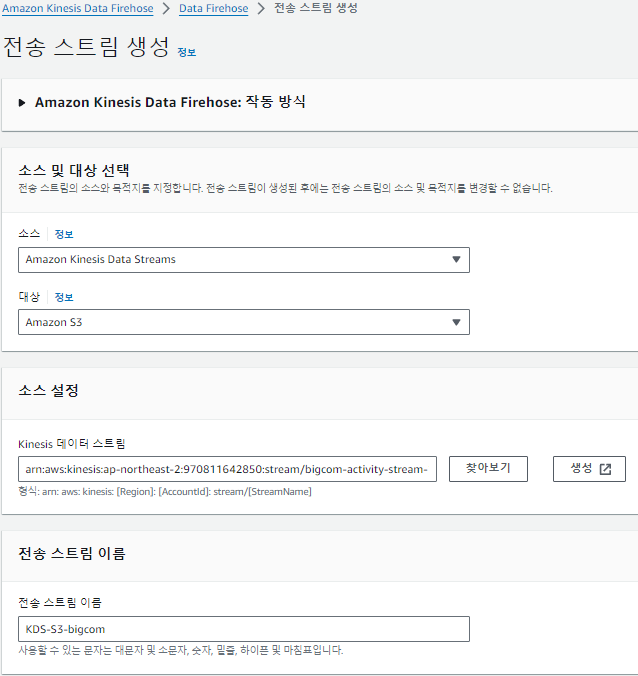 Amazon Kinesis Data Firehose > Data Firehose > 전송 스트림 생성
전송 스트림 생성 정보
Amazon Kinesis Data Firehose: 작동 방식
소스 및 대상 선택
전송 스트림의 소스와 목적지를 지정합니다. 전송 스트림이 생성된 후에는 전송 스트림의 소스 및 목적지를 변경할 수 없습니다.
소스 정보
Amazon Kinesis Data Streams
대상 정보
Amazon S3
소스 설정
Kinesis 데이터 스트림
arn:aws:kinesis:ap-northeast-2:970811642850:stream/bigcom-activity-stream- 찾아보기 생성
형식: arn: aws: kinesis: [Region]: [AccountId]: stream/[StreamName]
전송 스트림 이름
전송 스트림 이름
KDS-S3-bigcom
사용할 수 있는 문자는 대문자 및 소문자, 숫자, 밑줄, 하이픈 및 마침표입니다.